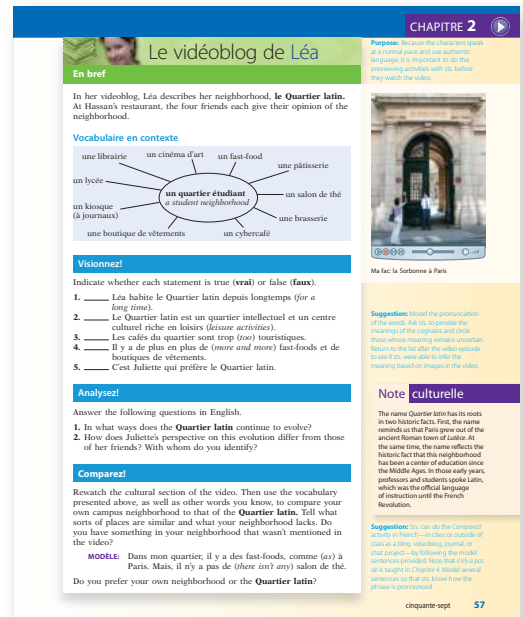 CHAPITRE 2
Le vidéoblog de Léa
En bref
In her videoblog, Léa describes her neighborhood, le Quartier latin.
At Hassan's restaurant, the four friends each give their opinion of the
neighborhood.
Vocabulaire en contexte
une librairie
un cinéma d'art
un fast-food
une pâtisserie
un lycée
un quartier étudiant
a student neighborhood
un salon de thé
un kiosque
(à journaux)
une brasserie
une boutique de vêtements
un cybercafé
Visionnez!
Indicate whether each statement is true (vrai) or false (faux).
1. _____ Léa habite le Quartier latin depuis longtemps (for a
long time).
2. _____ Le Quartier latin est un quartier intellectuel et un centre
culturel riche en loisirs (leisure activities).
3. _____ Les cafés du quartier sont trop (too) touristiques.
4. _____ Il y a de plus en plus de (more and more) fast-foods et de
boutiques de vêtements.
5. _____ C'est Juliette qui préfère le Quartier latin.
Analysez!
Answer the following questions in English.
1. In what ways does the Quartier latin continue to evolve?
2. How does Juliette's perspective on this evolution differ from those
of her friends? With whom do you identify?
Comparez!
Rewatch the cultural section of the video. Then use the vocabulary
presented above, as well as other words you know, to compare your
own campus neighborhood to that of the Quartier latin. Tell what
sorts of places are similar and what your neighborhood lacks. Do
you have something in your neighborhood that wasn't mentioned in
the video?
MODÈLE: Dans mon quartier, il y a des fast-foods, comme (as) à
Paris. Mais, il n'y a pas de (there isn't any) salon de thé.
Do you prefer your own neighborhood or the Quartier latin?
Purpose: Because the characters speak
at a normal pace and use authentic
language, it is important to do the
previewing activities with sts. before
they watch the video.
Ma fac: la Sorbonne à Paris
Suggestion: Model the pronunciation
of the words. Ask sts. to provide the
meanings of the cognates and circle
those whose meaning remains uncertain.
Return to the list after the video episode
to see if sts. were able to infer the
meaning based on images in the video.
Note culturelle
The name Quartier latin has its roots
in two historic facts. First, the name
reminds us that Paris grew out of the
ancient Roman town of Lutèce. At
the same time, the name reflects the
historic fact that this neighborhood
has been a center of education since
the Middle Ages. In those early years,
professors and students spoke Latin,
which was the official language
of instruction until the French
Revolution.
Suggestion: Sts. can do the Comparez!
activity in French—in class or outside of
class as a blog, videoblog, journal, or
chat project—by following the model
sentences provided. Note that il n'y a pas
de is taught in Chapitre 4. Model several
sentences so that sts. know how the
phrase is pronounced.
cinquante-sept 57